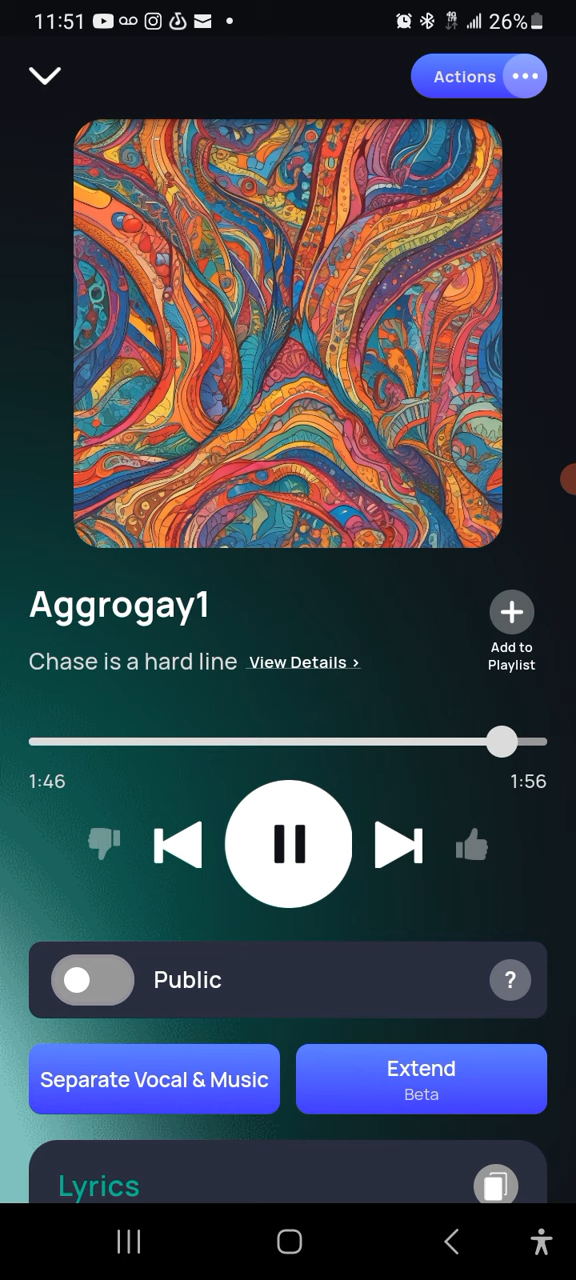 11:51
26%
Actions
Aggrogay1
Chase is a hard line View Details >
Add to
Playlist
1:46
1:56
Public
?
Separate Vocal & Music
Extend
Beta
Lyrics